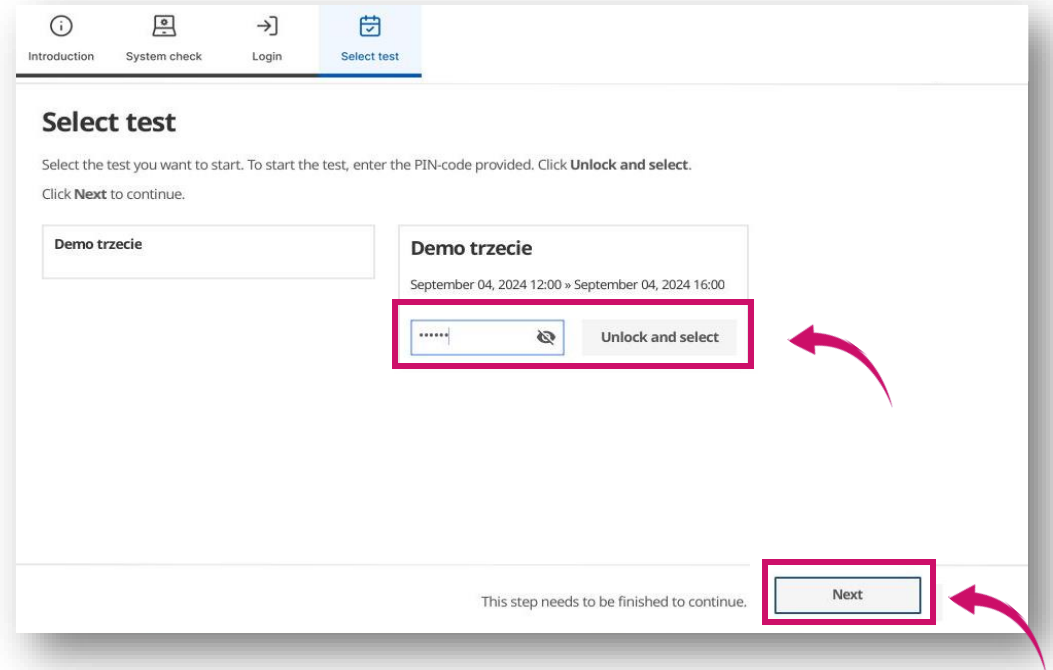 Introduction
System check
Login
Select test
Select test
Select the test you want to start. To start the test, enter the PIN-code provided. Click Unlock and select.
Click Next to continue.
Demo trzecie
Demo trzecie
September 04, 2024 12:00 » September 04, 2024 16:00
••••••
Unlock and select
This step needs to be finished to continue.
Next